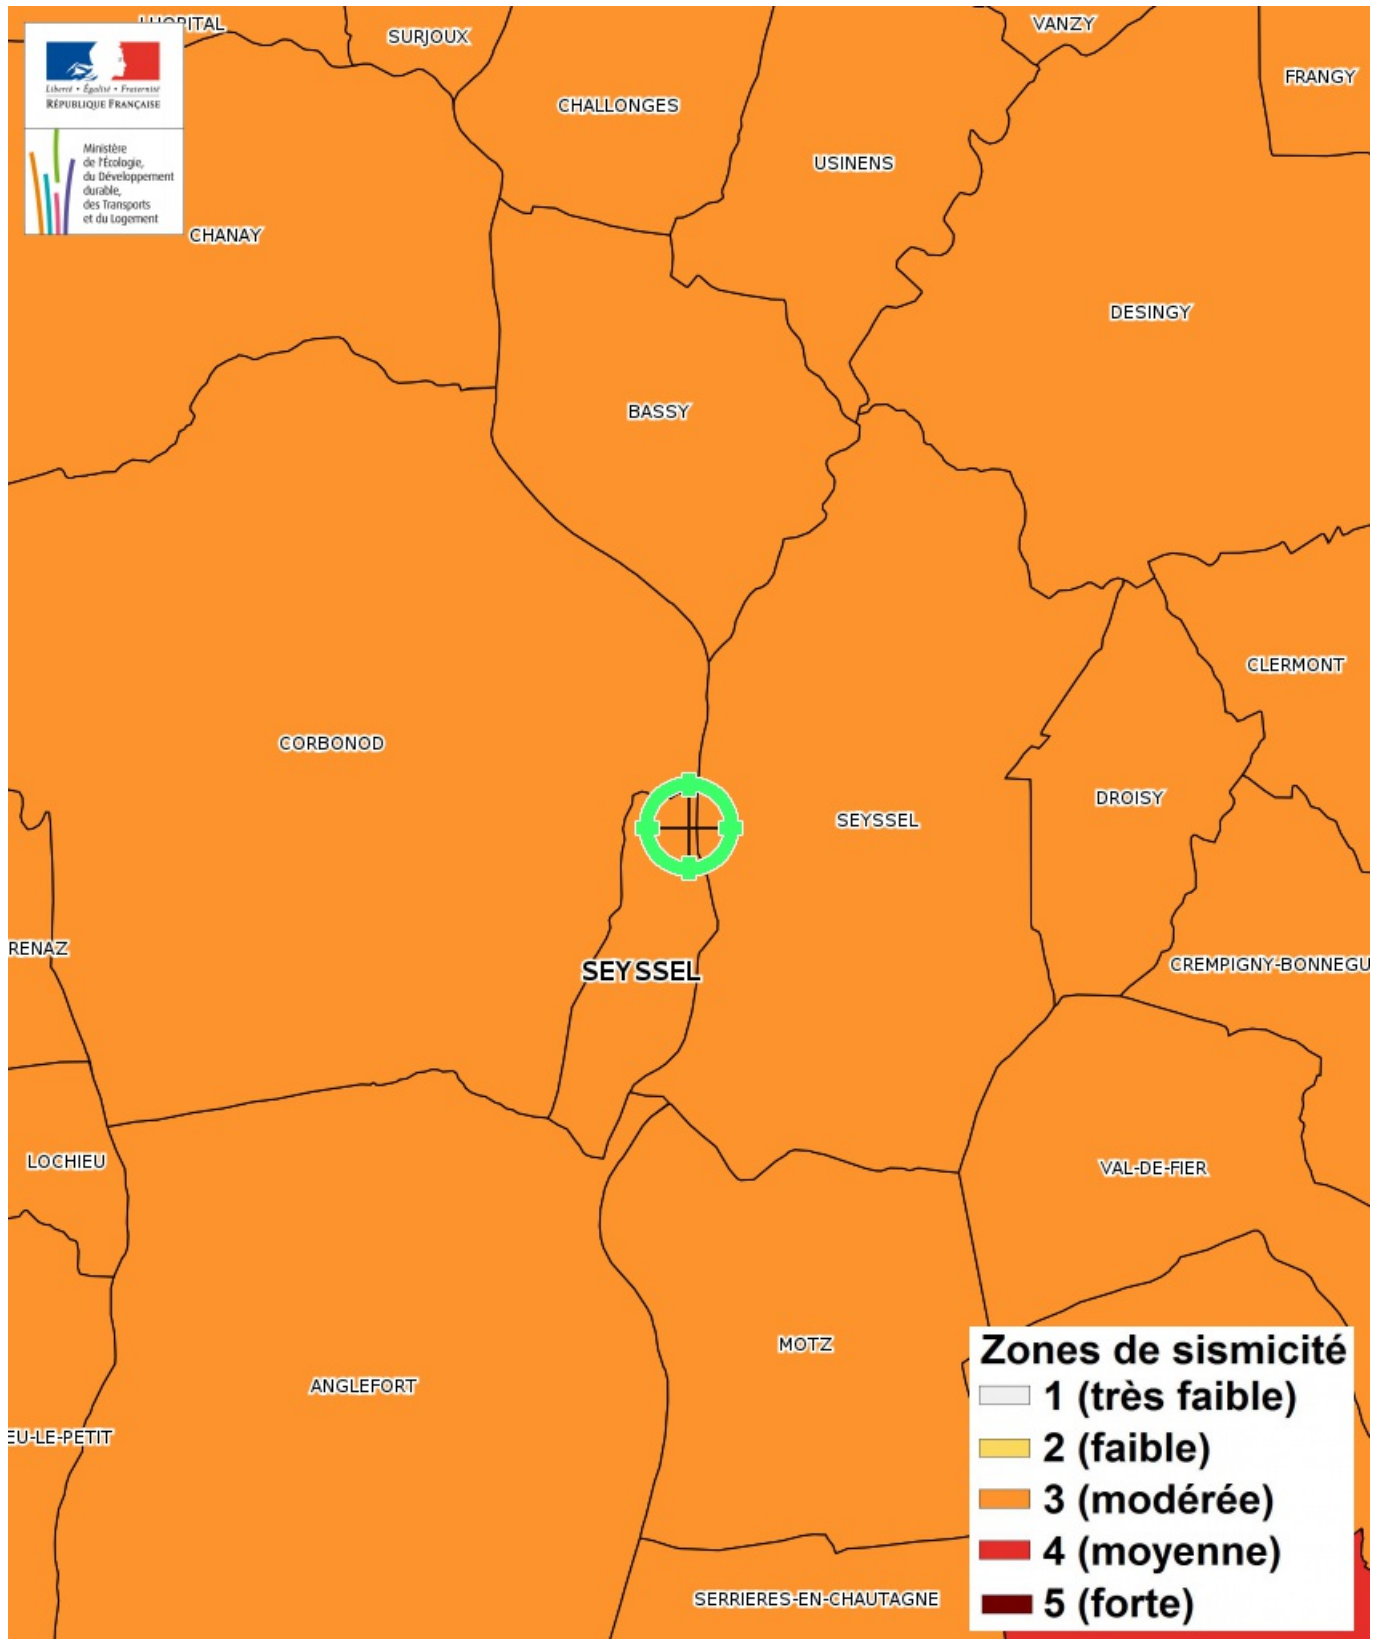 LHOPITAL
SURJOUX
VANZY
FRANGY
CHALLONGES
USINENS
Liberté • Égalité • Fraternité
RÉPUBLIQUE FRANÇAISE
Ministère
de l'Écologie,
du Développement
durable,
des Transports
et du Logement
CHANAY
DESINGY
BASSY
CLERMONT
CORBONOD
DROISY
SEYSSEL
RENAZ
CREMPIGNY-BONNEGU
SEYSSEL
LOCHIEU
VAL-DE-FIER
MOTZ
ANGLEFORT
EU-LE-PETIT
SERRIERES-EN-CHAUTAGNE
Zones de sismicité
1 (très faible)
2 (faible)
3 (modérée)
4 (moyenne)
5 (forte)